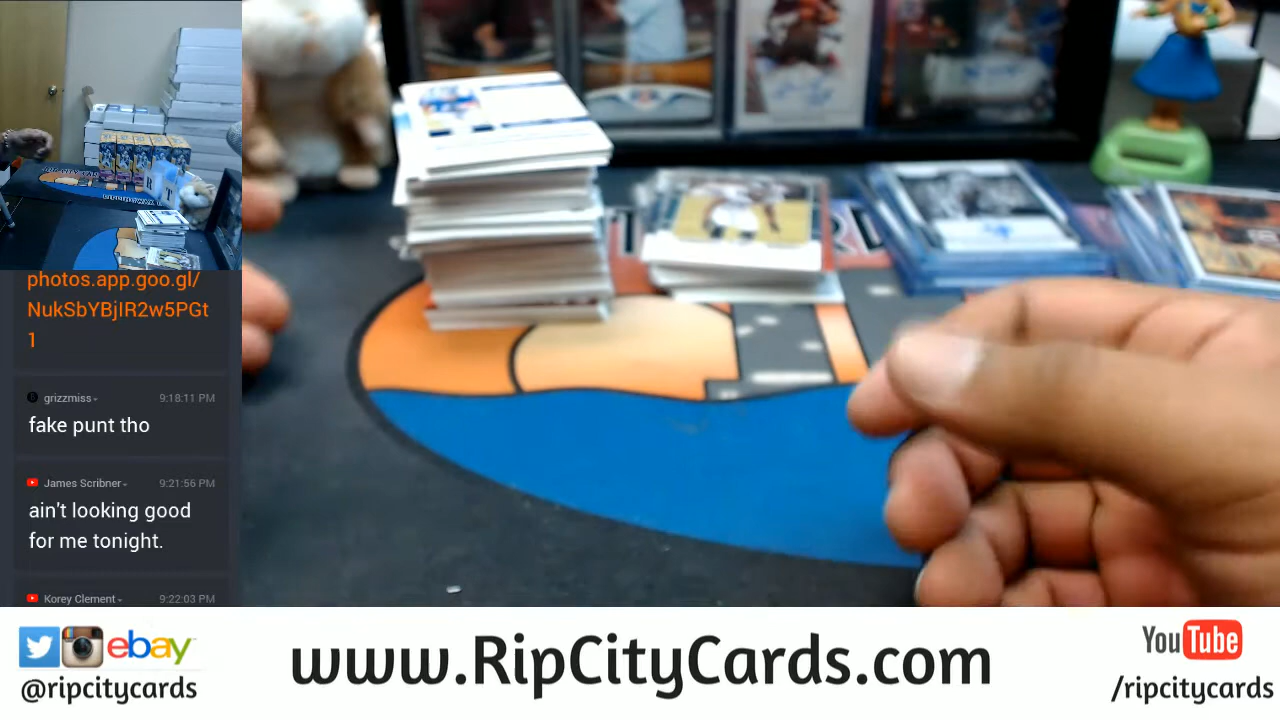 photos.app.goo.gl/
NukSbYBjIR2w5PGt
1
grizzmiss
9:18:11 PM
fake punt tho
James Scribner
9:21:56 PM
ain't looking good
for me tonight.
Korey Clement
9:22:03 PM
ebay
@ripcitycards
www.RipCityCards.com
YouTube
/ripcitycards